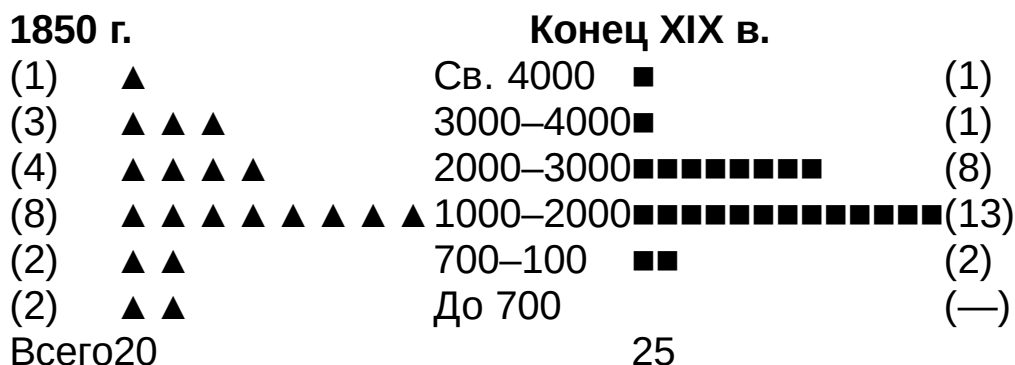 1850 г. Конец XIX в.
(1) ▲ Св. 4000 ■ (1)
(3) ▲ ▲ ▲ 3000–4000■ (1)
(4) ▲ ▲ ▲ ▲ 2000–3000■■■■■■■■ (8)
(8) ▲ ▲ ▲ ▲ ▲ ▲ ▲ ▲ 1000–2000■■■■■■■■■■■■■(13)
(2) ▲ ▲ 700–100 ■■ (2)
(2) ▲ ▲ До 700 (—)
Всего20 25